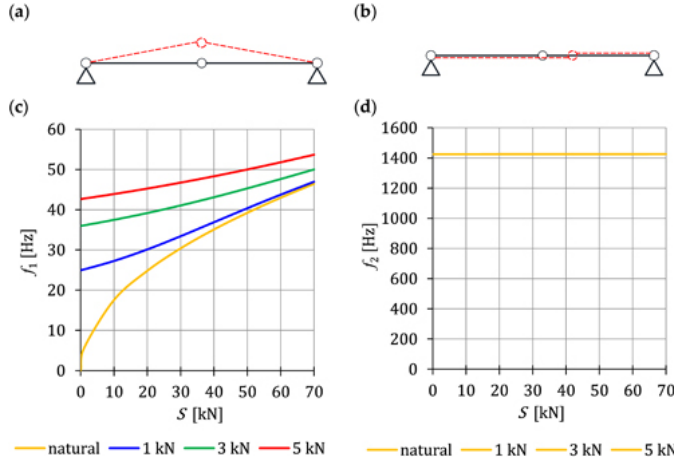 (a) (b)
(c) (d)
60
50
40
30
20
10
0
f₁ [Hz]
0 10 20 30 40 50 60 70
S [kN]
natural 1 kN 3 kN 5 kN
1600
1400
1200
1000
800
600
400
200
0
f₂ [Hz]
0 10 20 30 40 50 60 70
S [kN]
natural 1 kN 3 kN 5 kN